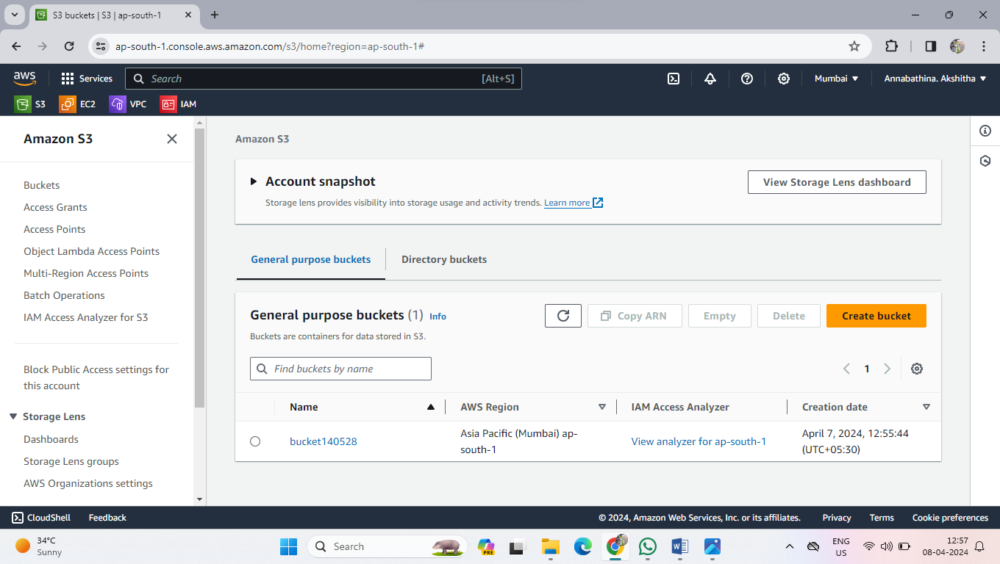 S3 buckets | S3 | ap-south-1
ap-south-1.console.aws.amazon.com/s3/home?region=ap-south-1#
aws
Services
Search
[Alt+S]
Mumbai
Annabathina. Akshitha
S3
EC2
VPC
IAM
Amazon S3
Buckets
Access Grants
Access Points
Object Lambda Access Points
Multi-Region Access Points
Batch Operations
IAM Access Analyzer for S3
Block Public Access settings for
this account
Storage Lens
Dashboards
Storage Lens groups
AWS Organizations settings
Amazon S3
Account snapshot
View Storage Lens dashboard
Storage lens provides visibility into storage usage and activity trends. Learn more
General purpose buckets
Directory buckets
General purpose buckets (1) Info
Copy ARN
Empty
Delete
Create bucket
Buckets are containers for data stored in S3.
Find buckets by name
1
Name
AWS Region
IAM Access Analyzer
Creation date
bucket140528
Asia Pacific (Mumbai) ap-
south-1
View analyzer for ap-south-1
April 7, 2024, 12:55:44
(UTC+05:30)
CloudShell
Feedback
© 2024, Amazon Web Services, Inc. or its affiliates.
Privacy
Terms
Cookie preferences
34°C
Sunny
Search
PRE
ENG
US
12:57
08-04-2024